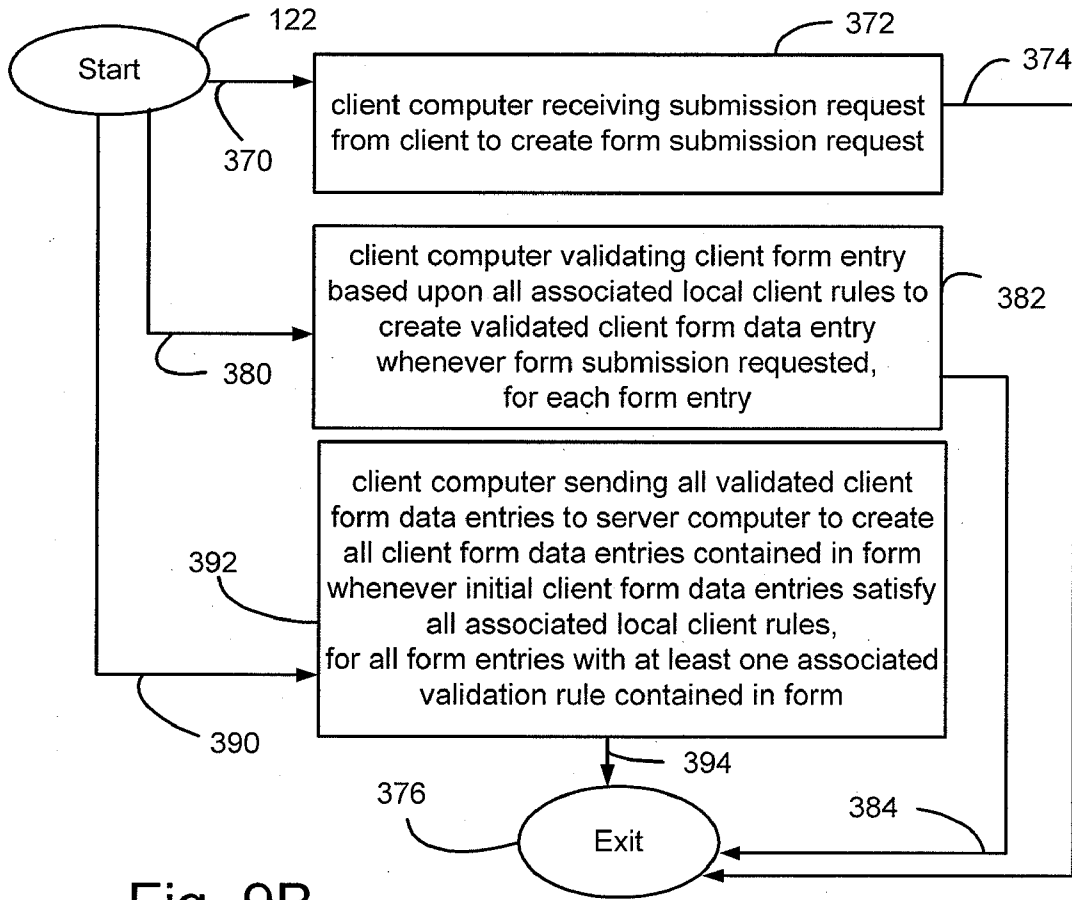 122
Start
372
374
client computer receiving submission request
from client to create form submission request
370
client computer validating client form entry
based upon all associated local client rules to
create validated client form data entry
whenever form submission requested,
for each form entry
382
380
client computer sending all validated client
form data entries to server computer to create
all client form data entries contained in form
whenever initial client form data entries satisfy
all associated local client rules,
for all form entries with at least one associated
validation rule contained in form
392
390
394
376
384
Exit
Fig. 9B